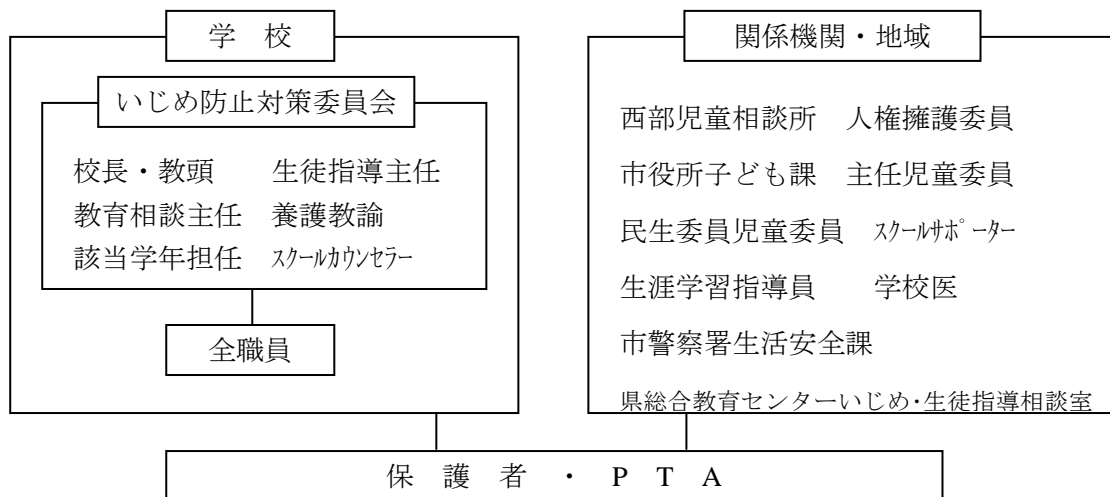 学　校
いじめ防止対策委員会
校長・教頭　　生徒指導主任
教育相談主任　養護教諭
該当学年担任　ｽｸｰﾙｶｳﾝｾﾗｰ
全職員
関係機関・地域
西部児童相談所　人権擁護委員
市役所子ども課　主任児童委員
民生委員児童委員　ｽｸｰﾙｻﾎﾟｰﾀｰ
生涯学習指導員　　学校医
市警察署生活安全課
県総合教育センターいじめ・生徒指導相談室
保　護　者　・　P　T　A